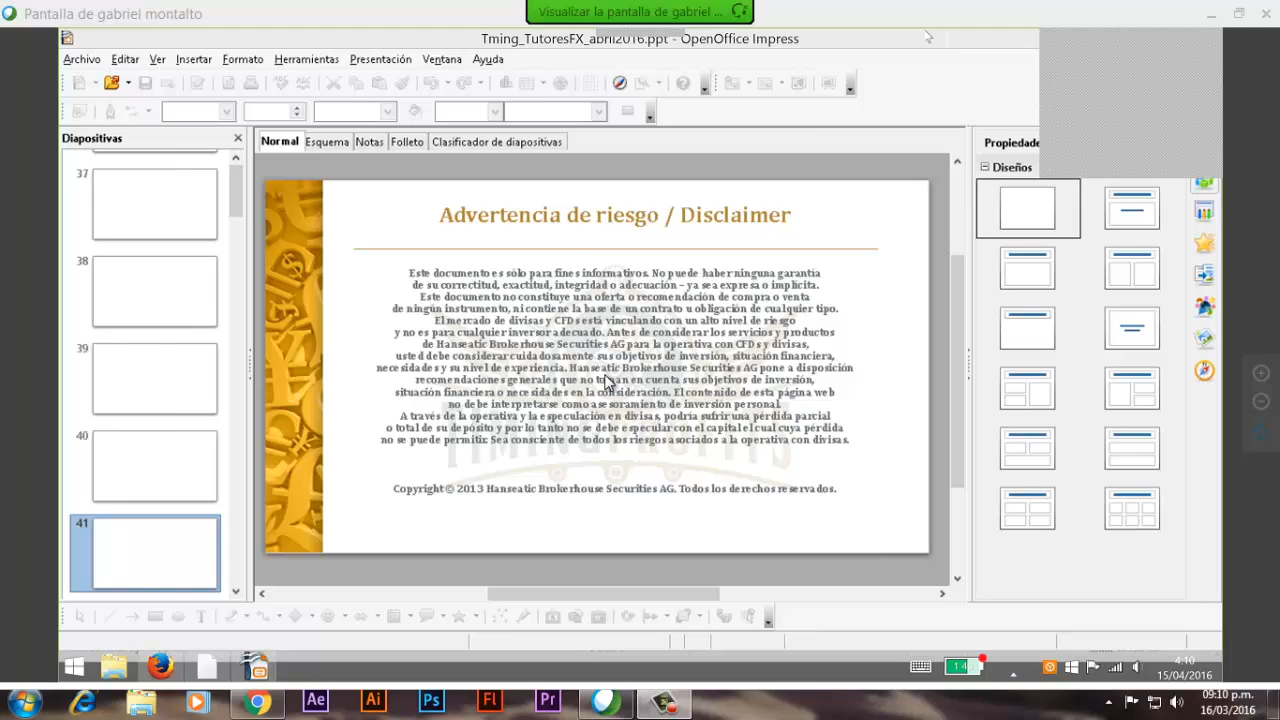 Pantalla de gabriel montalto
Visualizar la pantalla de gabriel ...
Tming_TutoresFX_abril2016.ppt - OpenOffice Impress
Archivo Editar Ver Insertar Formato Herramientas Presentación Ventana Ayuda
Diapositivas
Normal Esquema Notas Folleto Clasificador de diapositivas
Propiedade
Diseños
37
38
39
40
41
Advertencia de riesgo / Disclaimer
Este documento es sólo para fines informativos. No puede haber ninguna garantía
de su correctitud, exactitud, integridad o adecuación – ya sea expresa o implícita.
Este documento no constituye una oferta o recomendación de compra o venta
de ningún instrumento, ni contiene la base de un contrato u obligación de cualquier tipo.
El mercado de divisas y CFDs está vinculando con un alto nivel de riesgo
y no es para cualquier inversor adecuado. Antes de considerar los servicios y productos
de Hanseatic Brokerhouse Securities AG para la operativa con CFDs y divisas,
usted debe considerar cuidadosamente sus objetivos de inversión, situación financiera,
necesidades y su nivel de experiencia. Hanseatic Brokerhouse Securities AG pone a disposición
recomendaciones generales que no toman en cuenta sus objetivos de inversión,
situación financiera o necesidades en la consideración. El contenido de esta página web
no debe interpretarse como asesoramiento de inversión personal.
A través de la operativa y la especulación en divisas, podría sufrir una pérdida parcial
o total de su depósito y por lo tanto no se debe especular con el capital el cual cuya pérdida
no se puede permitir. Sea consciente de todos los riesgos asociados a la operativa con divisas.
Copyright © 2013 Hanseatic Brokerhouse Securities AG. Todos los derechos reservados.
4:10
15/04/2016
Ae Ai Ps Fl Pr
09:10 p.m.
16/03/2016